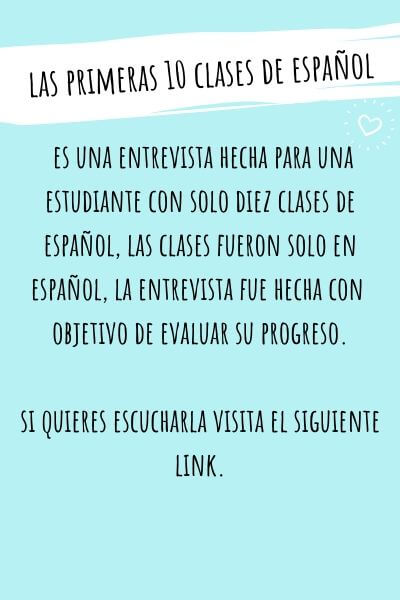 LAS PRIMERAS 10 CLASES DE ESPAÑOL
ES UNA ENTREVISTA HECHA PARA UNA
ESTUDIANTE CON SOLO DIEZ CLASES DE
ESPAÑOL, LAS CLASES FUERON SOLO EN
ESPAÑOL, LA ENTREVISTA FUE HECHA CON
OBJETIVO DE EVALUAR SU PROGRESO.
SI QUIERES ESCUCHARLA VISITA EL SIGUIENTE
LINK.